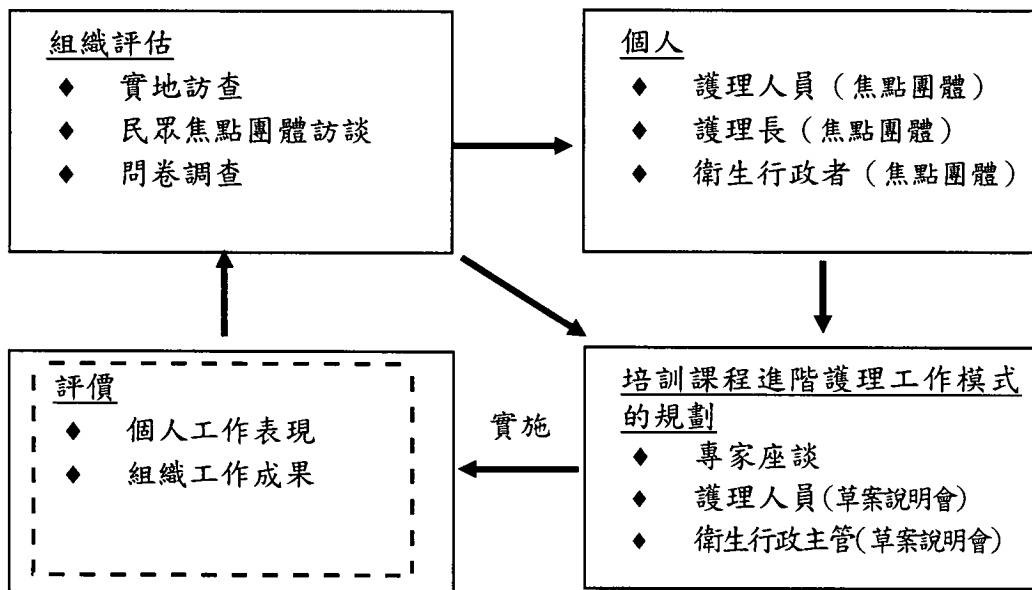 組織評估
◆ 實地訪查
◆ 民眾焦點團體訪談
◆ 問卷調查
個人
◆ 護理人員(焦點團體)
◆ 護理長(焦點團體)
◆ 衛生行政者(焦點團體)
評價
◆ 個人工作表現
◆ 組織工作成果
實施
培訓課程進階護理工作模式
的規劃
◆ 專家座談
◆ 護理人員(草案說明會)
◆ 衛生行政主管(草案說明會)